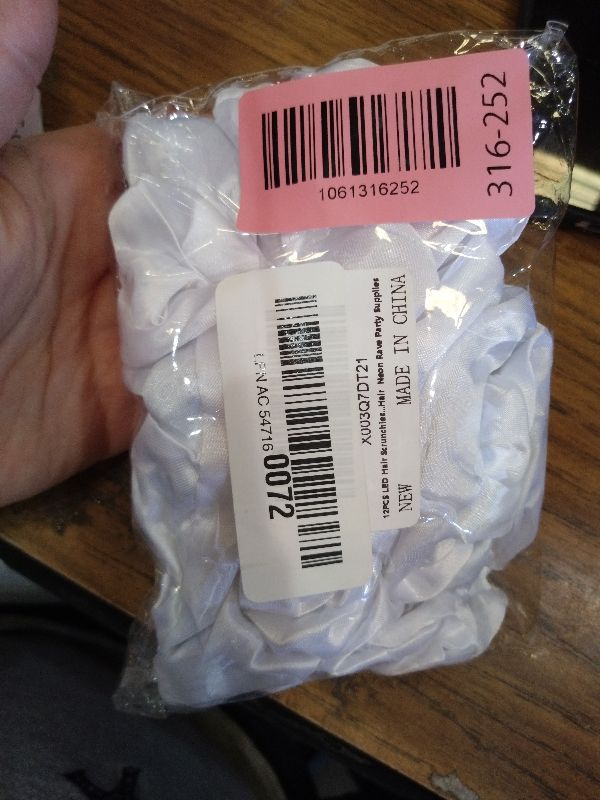 1061316252
316-252
LPNAC 54716 0072
X003Q7DT21
12PCS LED Hair Scrunchies...Hair Neon Rave Party Supplies
NEW MADE IN CHINA